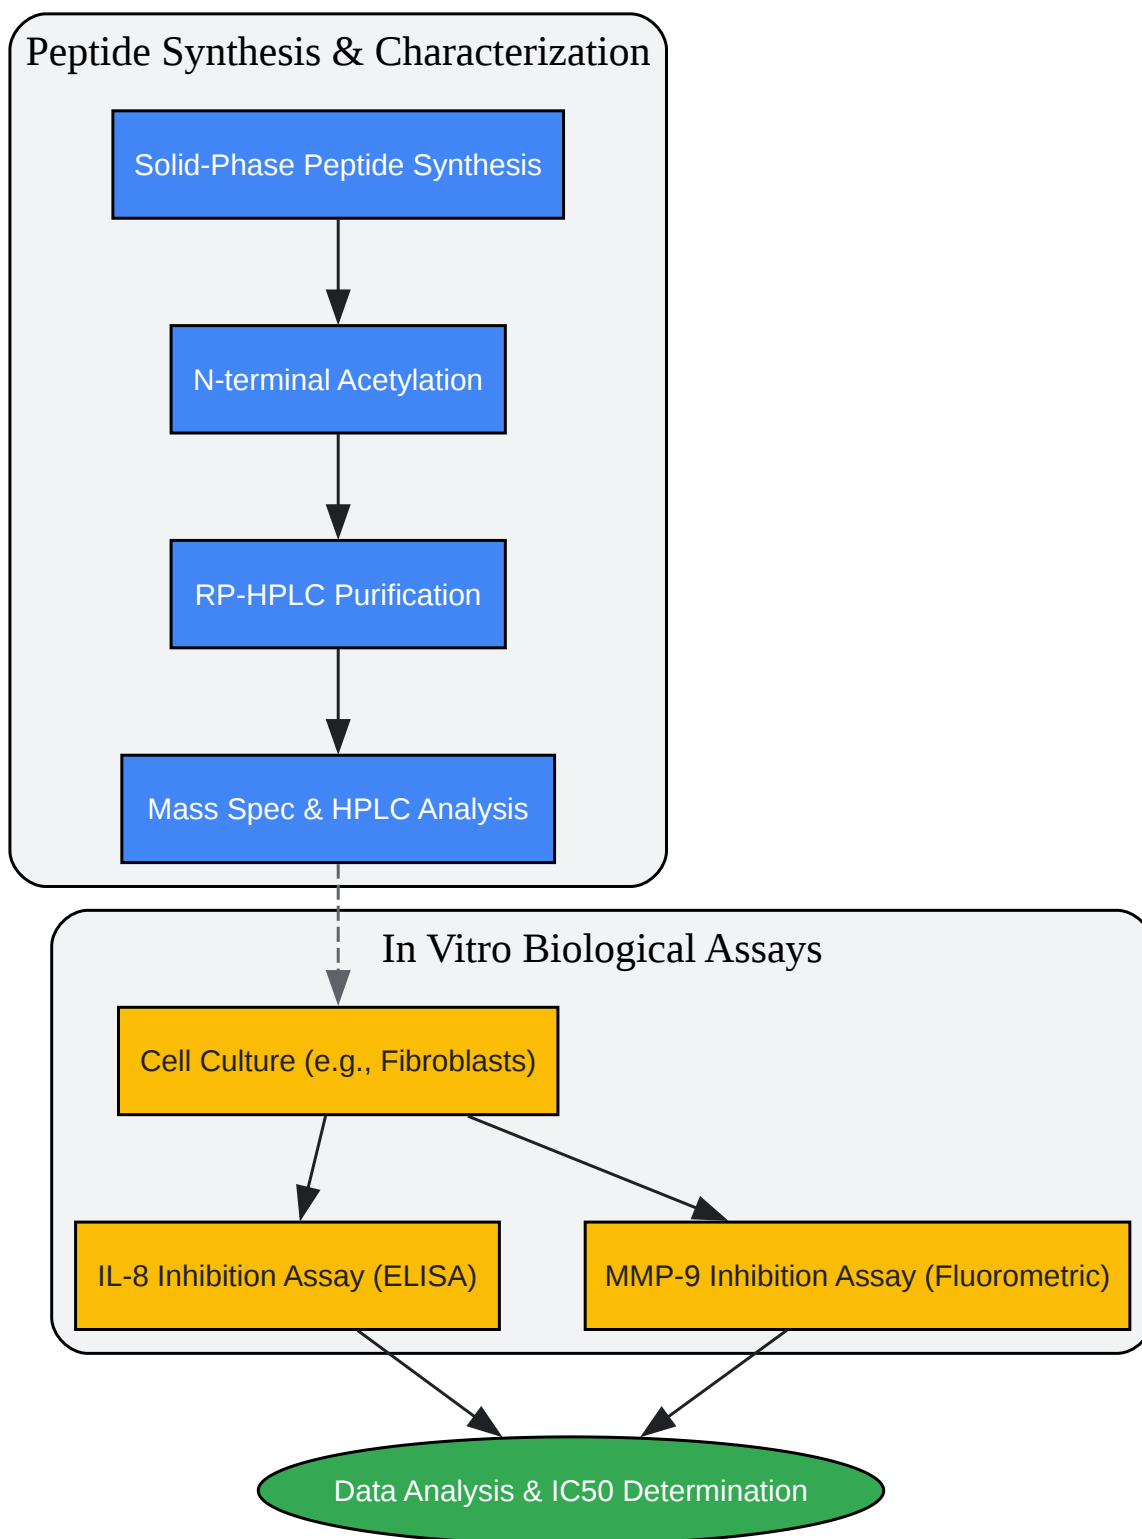 Peptide Synthesis & Characterization
Solid-Phase Peptide Synthesis
N-terminal Acetylation
RP-HPLC Purification
Mass Spec & HPLC Analysis
In Vitro Biological Assays
Cell Culture (e.g., Fibroblasts)
IL-8 Inhibition Assay (ELISA)
MMP-9 Inhibition Assay (Fluorometric)
Data Analysis & IC50 Determination